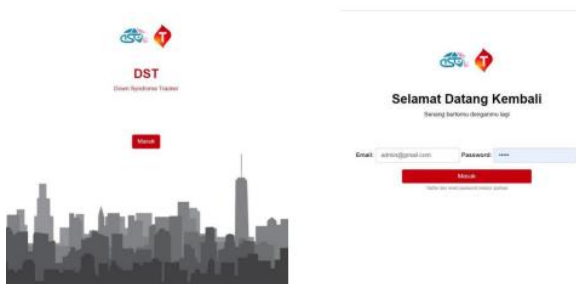 DST
Down Syndrome Tracker
Masuk
Selamat Datang Kembali
Senang bertemu denganmu lagi
Email: admin@gmail.com Password:
Masuk